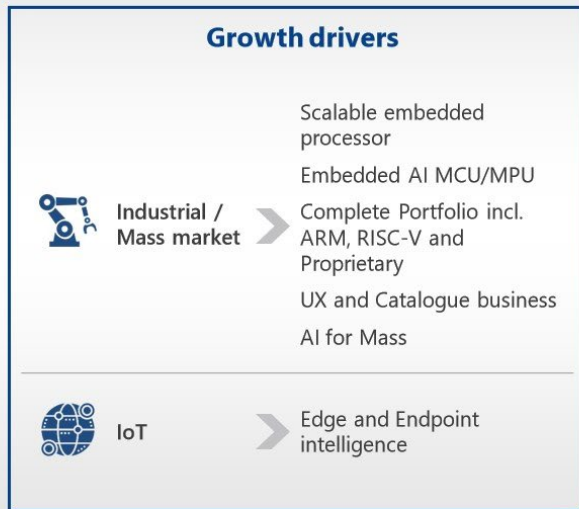 Growth drivers
Industrial /
Mass market
Scalable embedded
processor
Embedded AI MCU/MPU
Complete Portfolio incl.
ARM, RISC-V and
Proprietary
UX and Catalogue business
AI for Mass
IoT
Edge and Endpoint
intelligence